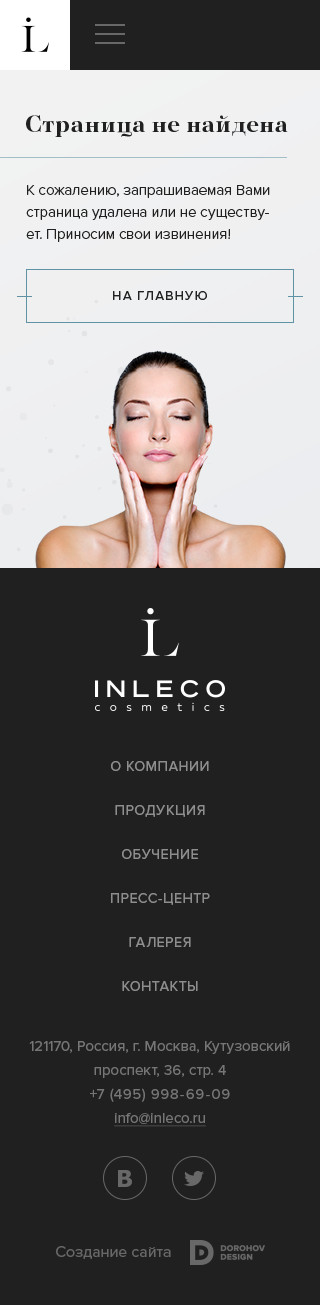 iL
Страница не найдена
К сожалению, запрашиваемая Вами
страница удалена или не существу-
ет. Приносим свои извинения!
НА ГЛАВНУЮ
iL
INLECO
cosmetics
О КОМПАНИИ
ПРОДУКЦИЯ
ОБУЧЕНИЕ
ПРЕСС-ЦЕНТР
ГАЛЕРЕЯ
КОНТАКТЫ
121170, Россия, г. Москва, Кутузовский
проспект, 36, стр. 4
+7 (495) 998-69-09
info@inleco.ru
В
Создание сайта
D DOROHOV
DESIGN